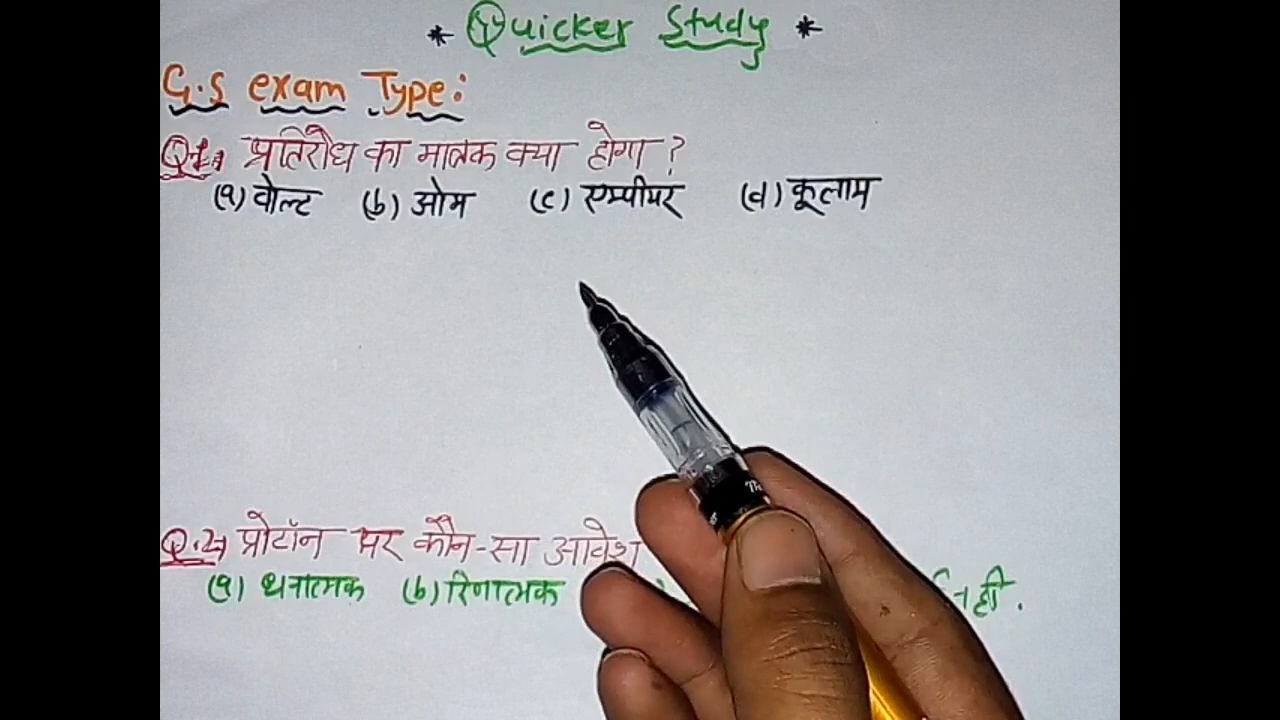 * Quicker Study *
G.S exam Type:
Q.1. प्रतिरोध का मात्रक क्या होगा ?
(a) वोल्ट (b) ओम (c) एम्पीयर (d) कूलाम
Q.2. प्रोटॉन पर कौन-सा आवेश
(a) धनात्मक (b) रिणात्मक ही.